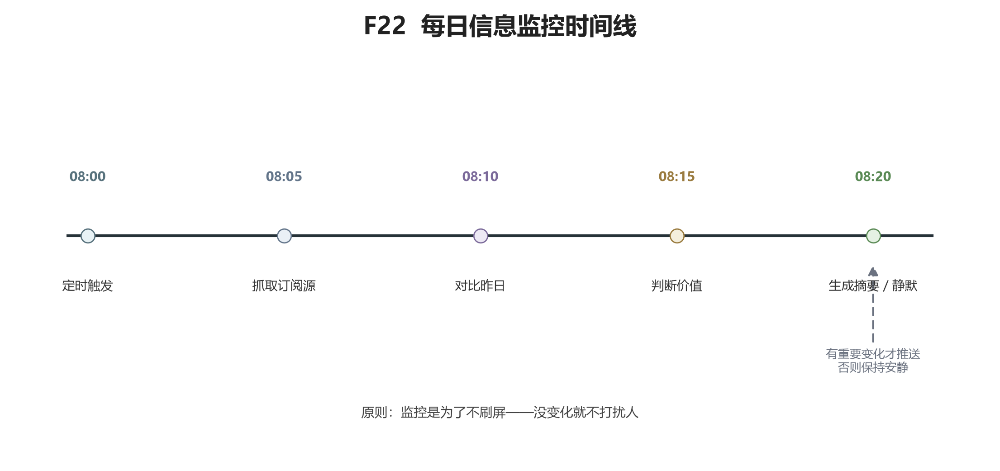 F22 每日信息监控时间线
08:00 08:05 08:10 08:15 08:20
定时触发 抓取订阅源 对比昨日 判断价值 生成摘要 / 静默
有重要变化才推送
否则保持安静
原则：监控是为了不刷屏——没变化就不打扰人